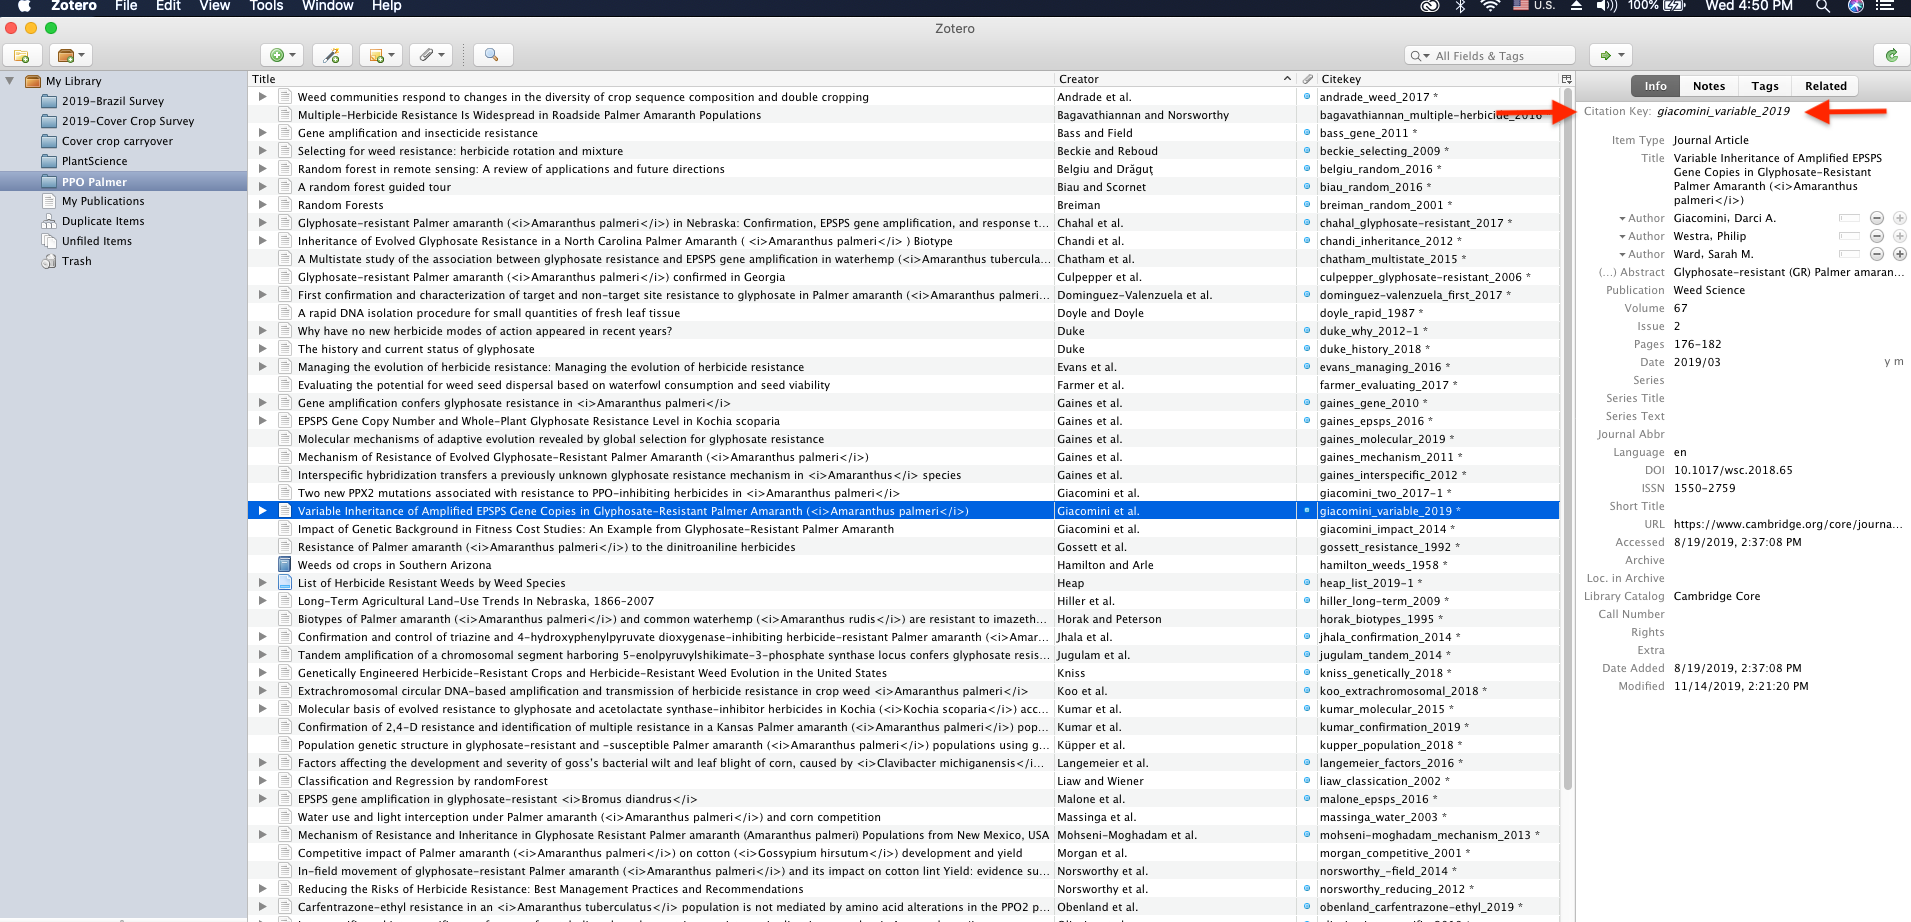 Zotero File Edit View Tools Window Help U.S. 100% Wed 4:50 PM
Zotero
All Fields & Tags
My Library
2019-Brazil Survey
2019-Cover Crop Survey
Cover crop carryover
PlantScience
PPO Palmer
My Publications
Duplicate Items
Unfiled Items
Trash
Title Creator Citekey
Weed communities respond to changes in the diversity of crop sequence composition and double cropping Andrade et al. andrade_weed_2017 *
Multiple-Herbicide Resistance Is Widespread in Roadside Palmer Amaranth Populations Bagavathiannan and Norsworthy bagavathiannan_multiple-herbicide_2016
Gene amplification and insecticide resistance Bass and Field bass_gene_2011 *
Selecting for weed resistance: herbicide rotation and mixture Beckie and Reboud beckie_selecting_2009 *
Random forest in remote sensing: A review of applications and future directions Belgiu and Drăguţ belgiu_random_2016 *
A random forest guided tour Biau and Scornet biau_random_2016 *
Random Forests Breiman breiman_random_2001 *
Glyphosate-resistant Palmer amaranth (<i>Amaranthus palmeri</i>) in Nebraska: Confirmation, EPSPS gene amplification, and response t... Chahal et al. chahal_glyphosate-resistant_2017 *
Inheritance of Evolved Glyphosate Resistance in a North Carolina Palmer Amaranth ( <i>Amaranthus palmeri</i> ) Biotype Chandi et al. chandi_inheritance_2012 *
A Multistate study of the association between glyphosate resistance and EPSPS gene amplification in waterhemp (<i>Amaranthus tubercula... Chatham et al. chatham_multistate_2015 *
Glyphosate-resistant Palmer amaranth (<i>Amaranthus palmeri</i>) confirmed in Georgia Culpepper et al. culpepper_glyphosate-resistant_2006 *
First confirmation and characterization of target and non-target site resistance to glyphosate in Palmer amaranth (<i>Amaranthus palmeri... Dominguez-Valenzuela et al. dominguez-valenzuela_first_2017 *
A rapid DNA isolation procedure for small quantities of fresh leaf tissue Doyle and Doyle doyle_rapid_1987 *
Why have no new herbicide modes of action appeared in recent years? Duke duke_why_2012-1 *
The history and current status of glyphosate Duke duke_history_2018 *
Managing the evolution of herbicide resistance: Managing the evolution of herbicide resistance Evans et al. evans_managing_2016 *
Evaluating the potential for weed seed dispersal based on waterfowl consumption and seed viability Farmer et al. farmer_evaluating_2017 *
Gene amplification confers glyphosate resistance in <i>Amaranthus palmeri</i> Gaines et al. gaines_gene_2010 *
EPSPS Gene Copy Number and Whole-Plant Glyphosate Resistance Level in Kochia scoparia Gaines et al. gaines_epsps_2016 *
Molecular mechanisms of adaptive evolution revealed by global selection for glyphosate resistance Gaines et al. gaines_molecular_2019 *
Mechanism of Resistance of Evolved Glyphosate-Resistant Palmer Amaranth (<i>Amaranthus palmeri</i>) Gaines et al. gaines_mechanism_2011 *
Interspecific hybridization transfers a previously unknown glyphosate resistance mechanism in <i>Amaranthus</i> species Gaines et al. gaines_interspecific_2012 *
Two new PPX2 mutations associated with resistance to PPO-inhibiting herbicides in <i>Amaranthus palmeri</i> Giacomini et al. giacomini_two_2017-1 *
Variable Inheritance of Amplified EPSPS Gene Copies in Glyphosate-Resistant Palmer Amaranth (<i>Amaranthus palmeri</i>) Giacomini et al. giacomini_variable_2019 *
Impact of Genetic Background in Fitness Cost Studies: An Example from Glyphosate-Resistant Palmer Amaranth Giacomini et al. giacomini_impact_2014 *
Resistance of Palmer amaranth (<i>Amaranthus palmeri</i>) to the dinitroaniline herbicides Gossett et al. gossett_resistance_1992 *
Weeds od crops in Southern Arizona Hamilton and Arle hamilton_weeds_1958 *
List of Herbicide Resistant Weeds by Weed Species Heap heap_list_2019-1 *
Long-Term Agricultural Land-Use Trends In Nebraska, 1866-2007 Hiller et al. hiller_long-term_2009 *
Biotypes of Palmer amaranth (<i>Amaranthus palmeri</i>) and common waterhemp (<i>Amaranthus rudis</i>) are resistant to imazeth... Horak and Peterson horak_biotypes_1995 *
Confirmation and control of triazine and 4-hydroxyphenylpyruvate dioxygenase-inhibiting herbicide-resistant Palmer amaranth (<i>Amar... Jhala et al. jhala_confirmation_2014 *
Tandem amplification of a chromosomal segment harboring 5-enolpyruvylshikimate-3-phosphate synthase locus confers glyphosate resis... Jugulam et al. jugulam_tandem_2014 *
Genetically Engineered Herbicide-Resistant Crops and Herbicide-Resistant Weed Evolution in the United States Kniss kniss_genetically_2018 *
Extrachromosomal circular DNA-based amplification and transmission of herbicide resistance in crop weed <i>Amaranthus palmeri</i> Koo et al. koo_extrachromosomal_2018 *
Molecular basis of evolved resistance to glyphosate and acetolactate synthase-inhibitor herbicides in Kochia (<i>Kochia scoparia</i>) acc... Kumar et al. kumar_molecular_2015 *
Confirmation of 2,4-D resistance and identification of multiple resistance in a Kansas Palmer amaranth (<i>Amaranthus palmeri</i>) pop... Kumar et al. kumar_confirmation_2019 *
Population genetic structure in glyphosate-resistant and -susceptible Palmer amaranth (<i>Amaranthus palmeri</i>) populations using g... Küpper et al. kupper_population_2018 *
Factors affecting the development and severity of goss's bacterial wilt and leaf blight of corn, caused by <i>Clavibacter michiganensis</i... Langemeier et al. langemeier_factors_2016 *
Classification and Regression by randomForest Liaw and Wiener liaw_classication_2002 *
EPSPS gene amplification in glyphosate-resistant <i>Bromus diandrus</i> Malone et al. malone_epsps_2016 *
Water use and light interception under Palmer amaranth (<i>Amaranthus palmeri</i>) and corn competition Massinga et al. massinga_water_2003 *
Mechanism of Resistance and Inheritance in Glyphosate Resistant Palmer amaranth (Amaranthus palmeri) Populations from New Mexico, USA Mohseni-Moghadam et al. mohseni-moghadam_mechanism_2013 *
Competitive impact of Palmer amaranth (<i>Amaranthus palmeri</i>) on cotton (<i>Gossypium hirsutum</i>) development and yield Morgan et al. morgan_competitive_2001 *
In-field movement of glyphosate-resistant Palmer amaranth (<i>Amaranthus palmeri</i>) and its impact on cotton lint Yield: evidence su... Norsworthy et al. norsworthy_-field_2014 *
Reducing the Risks of Herbicide Resistance: Best Management Practices and Recommendations Norsworthy et al. norsworthy_reducing_2012 *
Carfentrazone-ethyl resistance in an <i>Amaranthus tuberculatus</i> population is not mediated by amino acid alterations in the PPO2 p... Obenland et al. obenland_carfentrazone-ethyl_2019 *
Info Notes Tags Related
Citation Key: giacomini_variable_2019
Item Type Journal Article
Title Variable Inheritance of Amplified EPSPS
Gene Copies in Glyphosate-Resistant
Palmer Amaranth (<i>Amaranthus
palmeri</i>)
Author Giacomini, Darci A.
Author Westra, Philip
Author Ward, Sarah M.
(...) Abstract Glyphosate-resistant (GR) Palmer amaran...
Publication Weed Science
Volume 67
Issue 2
Pages 176-182
Date 2019/03 y m
Series
Series Title
Series Text
Journal Abbr
Language en
DOI 10.1017/wsc.2018.65
ISSN 1550-2759
Short Title
URL https://www.cambridge.org/core/journa...
Accessed 8/19/2019, 2:37:08 PM
Archive
Loc. in Archive
Library Catalog Cambridge Core
Call Number
Rights
Extra
Date Added 8/19/2019, 2:37:08 PM
Modified 11/14/2019, 2:21:20 PM